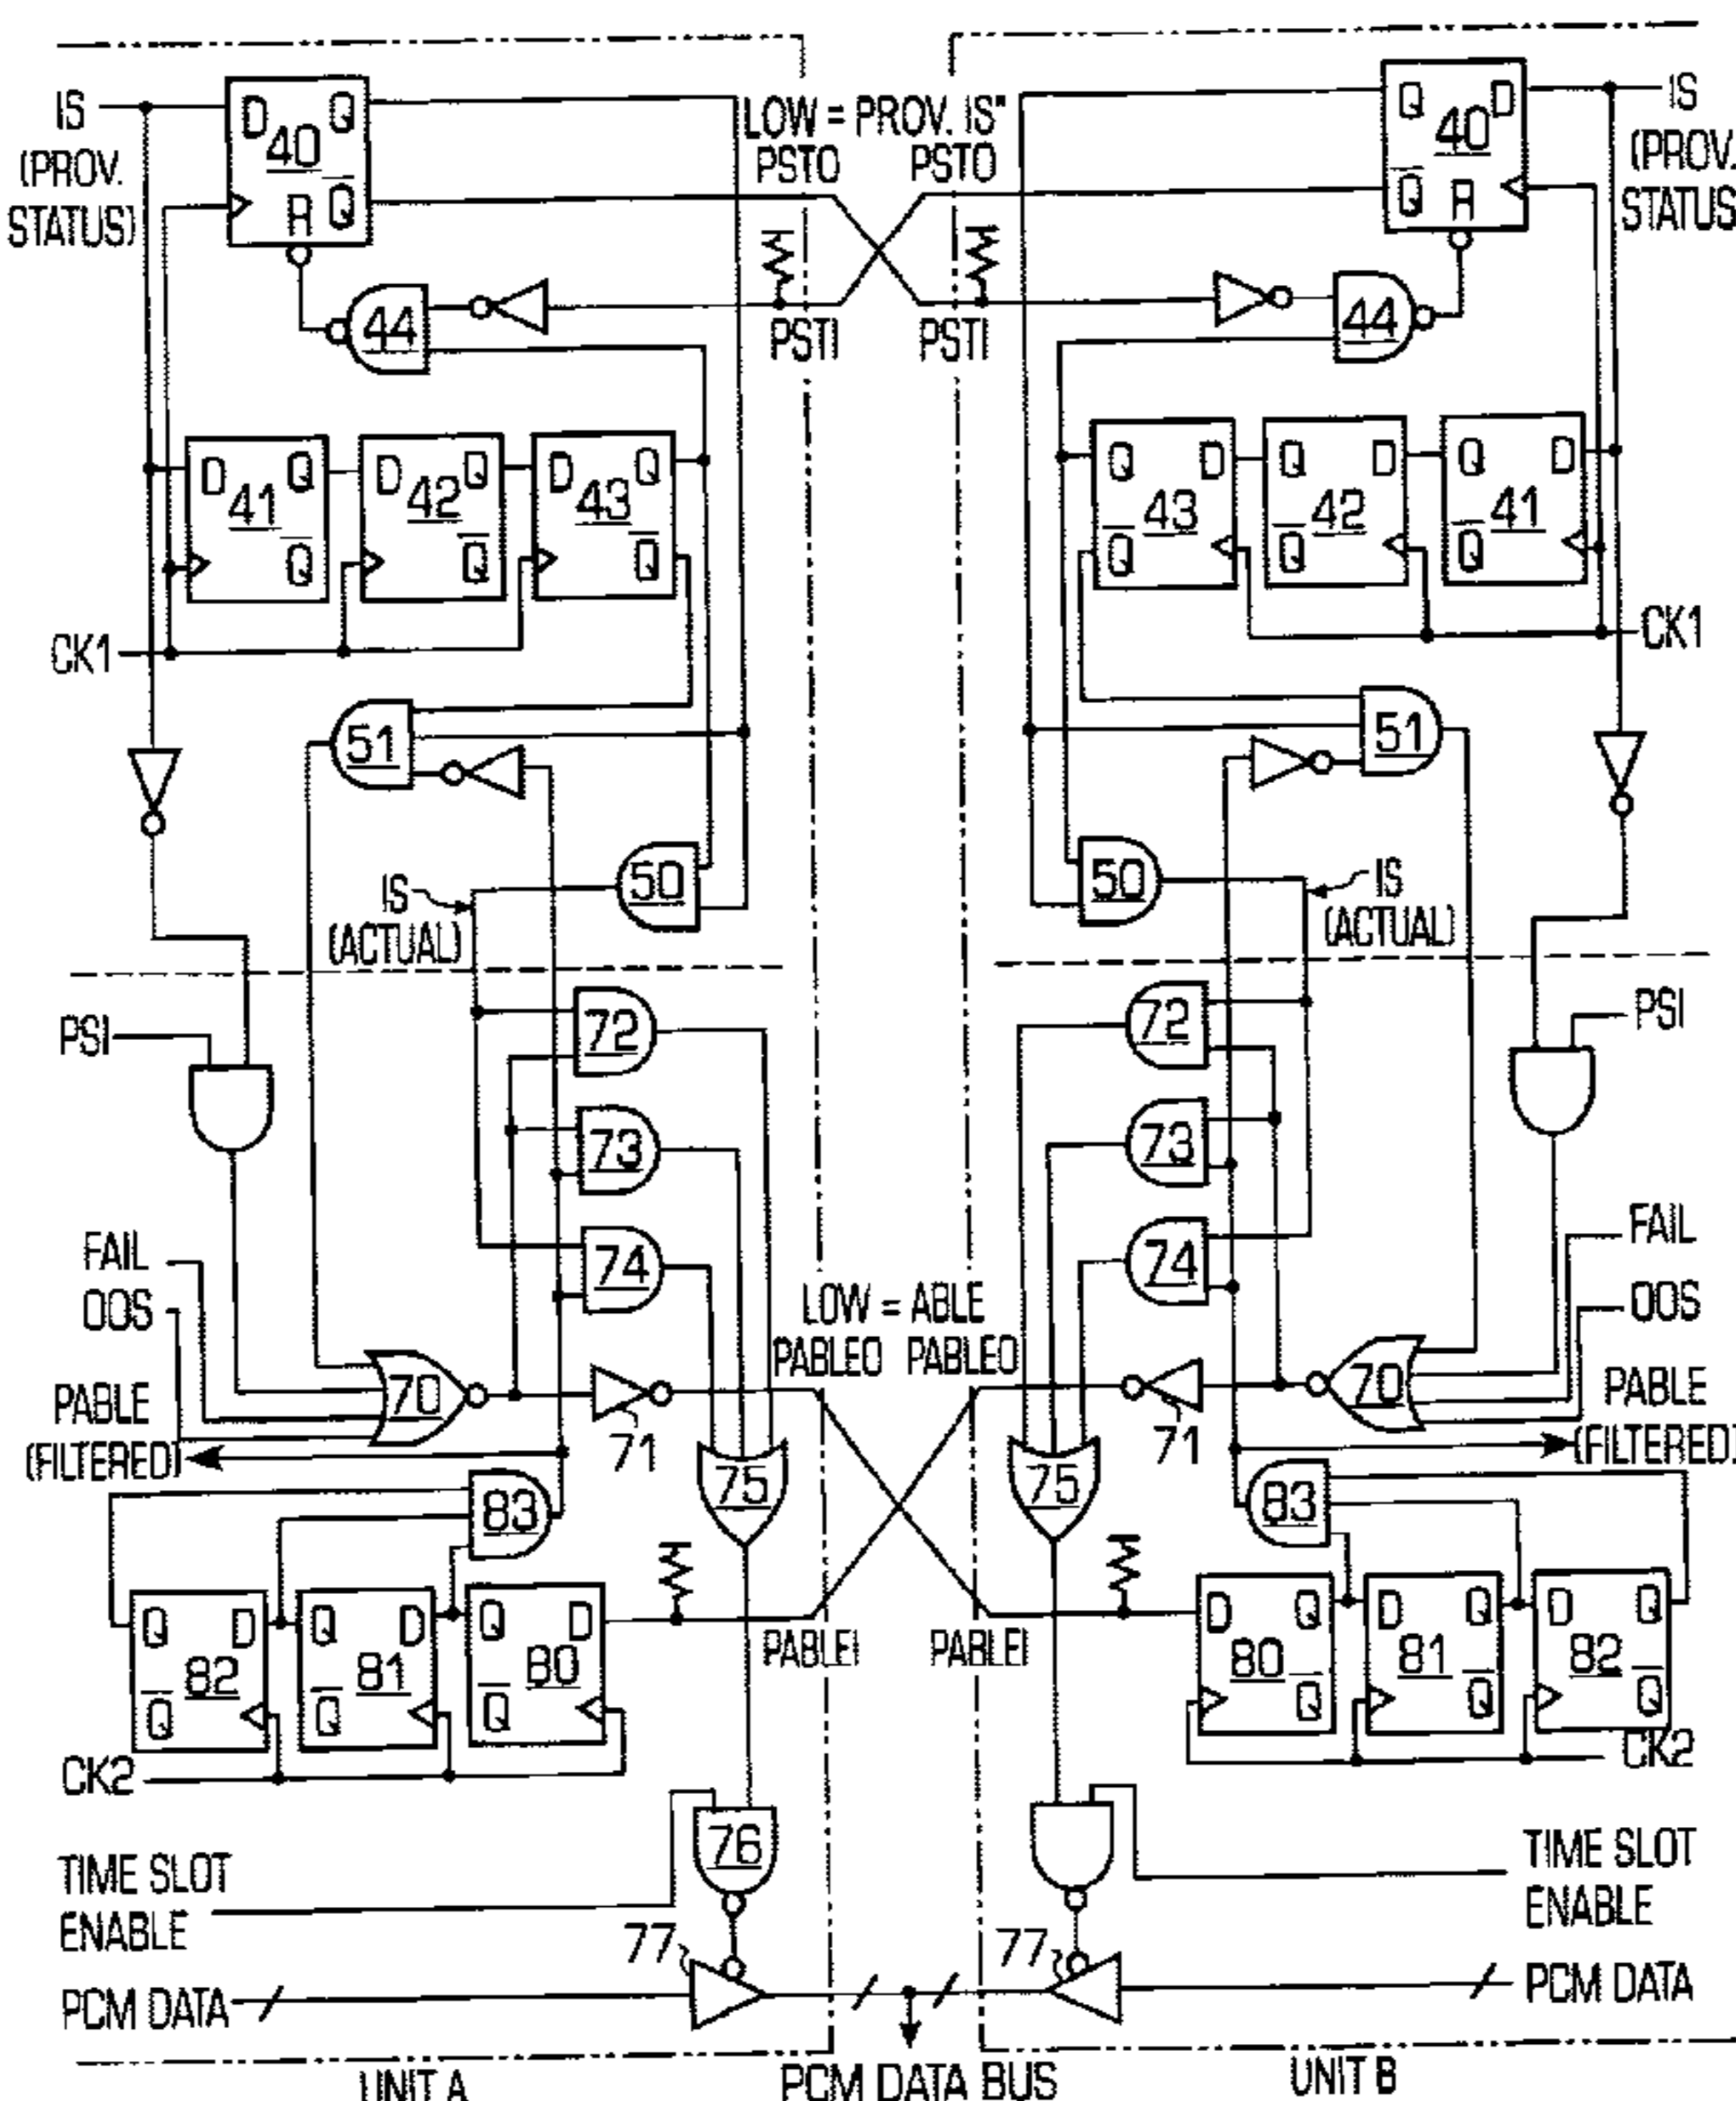 IS
(PROV.
STATUS)
D
Q
40
R
Q
LOW = PROV. IS"
PSTO
PSTO
Q
D
40
Q
R
IS
(PROV.
STATUS
44
PSTI
PSTI
44
D
Q
41
Q
D
Q
42
Q
D
Q
43
Q
Q
D
43
Q
Q
D
42
Q
Q
D
41
Q
CK1
CK1
51
51
50
50
IS
(ACTUAL)
IS
(ACTUAL)
PSI
72
72
PSI
73
73
FAIL
OOS
74
74
FAIL
OOS
LOW = ABLE
PABLEO PABLEO
PABLE
(FILTERED)
70
71
71
70
PABLE
(FILTERED)
75
75
83
83
Q
D
82
Q
Q
D
81
Q
Q
D
80
Q
PABLEI
PABLEI
D
Q
80
Q
D
Q
81
Q
D
Q
82
Q
CK2
CK2
76
TIME SLOT
ENABLE
TIME SLOT
ENABLE
77
77
PCM DATA
PCM DATA
UNIT A
PCM DATA BUS
UNIT B